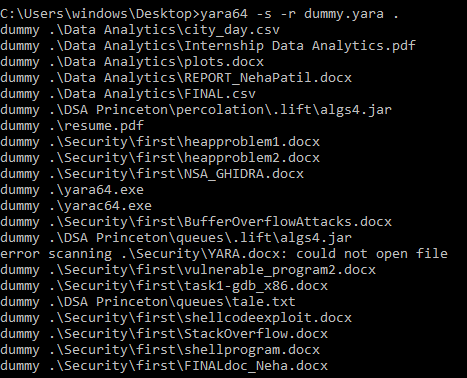 C:\Users\windows\Desktop>yara64 -s -r dummy.yara .
dummy .\Data Analytics\city_day.csv
dummy .\Data Analytics\Internship Data Analytics.pdf
dummy .\Data Analytics\plots.docx
dummy .\Data Analytics\REPORT_NehaPatil.docx
dummy .\Data Analytics\FINAL.csv
dummy .\DSA Princeton\percolation\.lift\algs4.jar
dummy .\resume.pdf
dummy .\Security\first\heapproblem1.docx
dummy .\Security\first\heapproblem2.docx
dummy .\Security\first\NSA_GHIDRA.docx
dummy .\yara64.exe
dummy .\yarac64.exe
dummy .\Security\first\BufferOverflowAttacks.docx
dummy .\DSA Princeton\queues\.lift\algs4.jar
error scanning .\Security\YARA.docx: could not open file
dummy .\Security\first\vulnerable_program2.docx
dummy .\Security\first\task1-gdb_x86.docx
dummy .\DSA Princeton\queues\tale.txt
dummy .\Security\first\shellcodeexploit.docx
dummy .\Security\first\StackOverflow.docx
dummy .\Security\first\shellprogram.docx
dummy .\Security\first\FINALdoc_Neha.docx